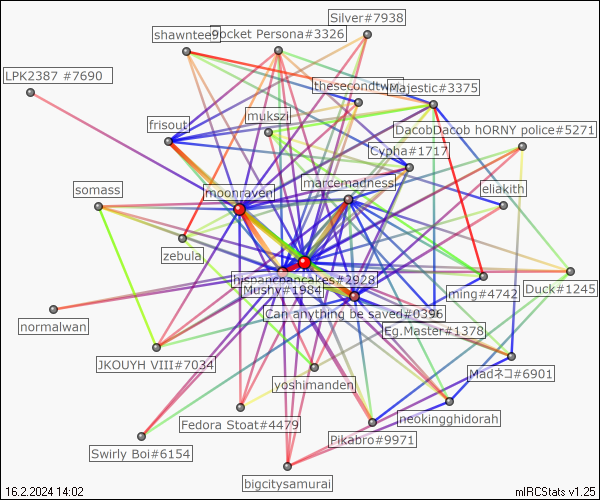 Silver#7938
shawntee
Pocket Persona#3326
LPK2387 #7690
Majestic#3375
mukszi
frisout
DacobDacob hORNY police#5271
Cypha#1717
marcemadness
eliakith
somass
moonraven
zebula
hispancpancakes#2928
Mushy#1984
ming#4742
Duck#1245
Can anything be saved#0396
normalwan
Eg.Master#1378
JKOUYH VIII#7034
Madネコ#6901
yoshimanden
neokingghidorah
Fedora Stoat#4479
Pikabro#9971
Swirly Boi#6154
bigcitysamurai
16.2.2024 14:02
mIRCStats v1.25